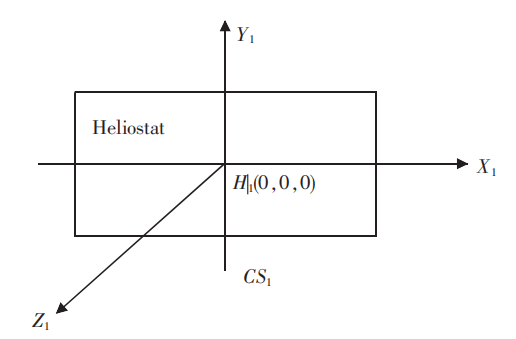 Y₁
Heliostat
X₁
H|₁(0,0,0)
CS₁
Z₁